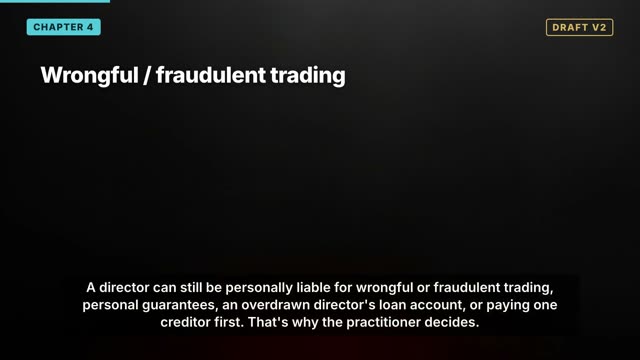 CHAPTER 4
DRAFT V2
Wrongful / fraudulent trading
A director can still be personally liable for wrongful or fraudulent trading,
personal guarantees, an overdrawn director's loan account, or paying one
creditor first. That's why the practitioner decides.